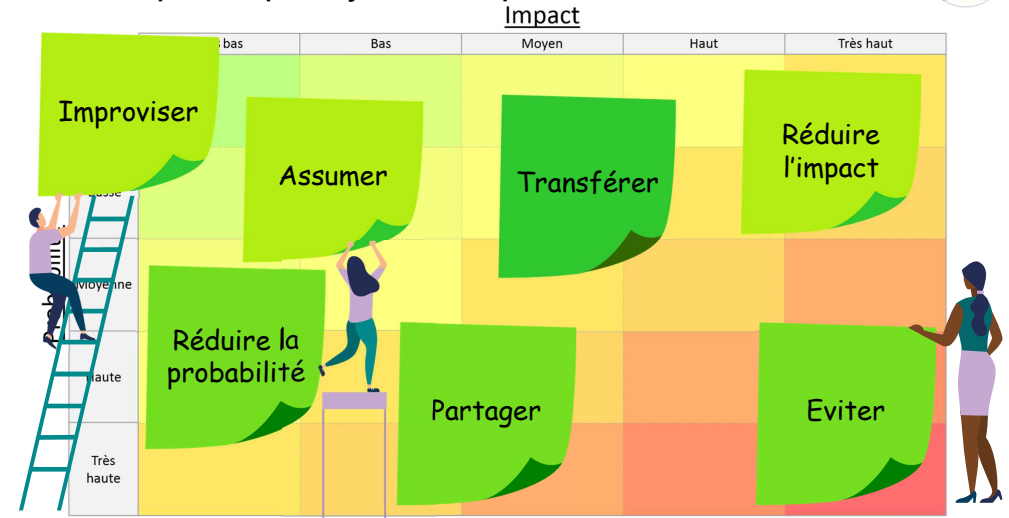 Impact
bas
Bas
Moyen
Haut
Très haut
Improviser
Assumer
Transférer
Réduire
l'impact
Moyenne
Réduire la
probabilité
Haute
Partager
Eviter
Très
haute